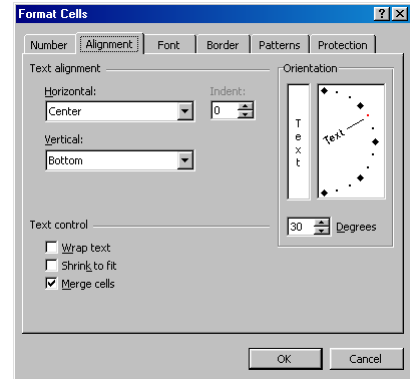 Format Cells
Number Alignment Font Border Patterns Protection
Text alignment
Horizontal:
Indent:
Center
0
Vertical:
Bottom
Orientation
T
e
x
t
Text
30 Degrees
Text control
Wrap text
Shrink to fit
Merge cells
OK Cancel